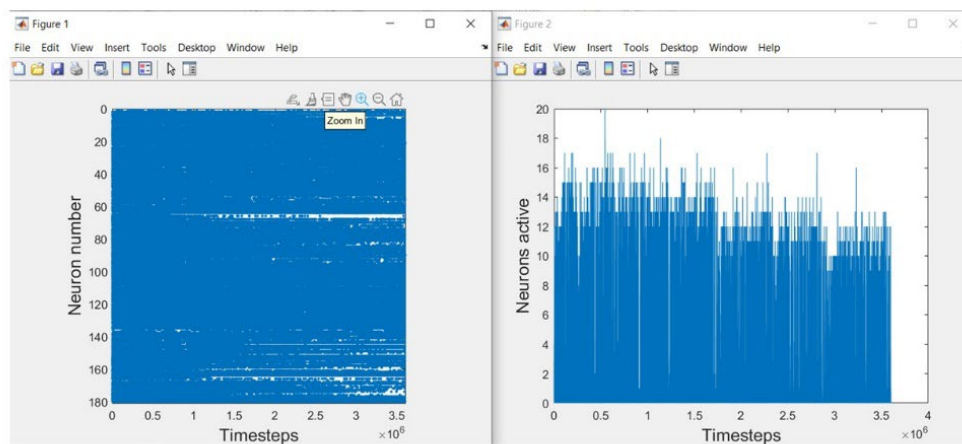 Figure 1
File Edit View Insert Tools Desktop Window Help
Zoom In
0
20
40
60
80
100
120
140
160
180
Neuron number
0 0.5 1 1.5 2 2.5 3 3.5
×10^6
Timesteps
Figure 2
File Edit View Insert Tools Desktop Window Help
20
18
16
14
12
10
8
6
4
2
0
Neurons active
0 0.5 1 1.5 2 2.5 3 3.5 4
×10^6
Timesteps